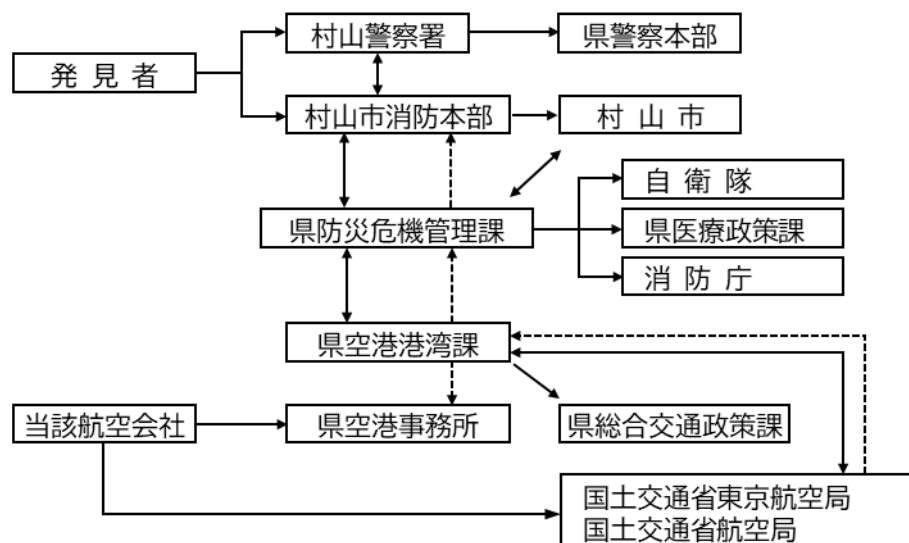 村山警察署
県警察本部
発見者
村山市消防本部
村山市
自衛隊
県防災危機管理課
県医療政策課
消防庁
県空港港湾課
当該航空会社
県空港事務所
県総合交通政策課
国土交通省東京航空局
国土交通省航空局